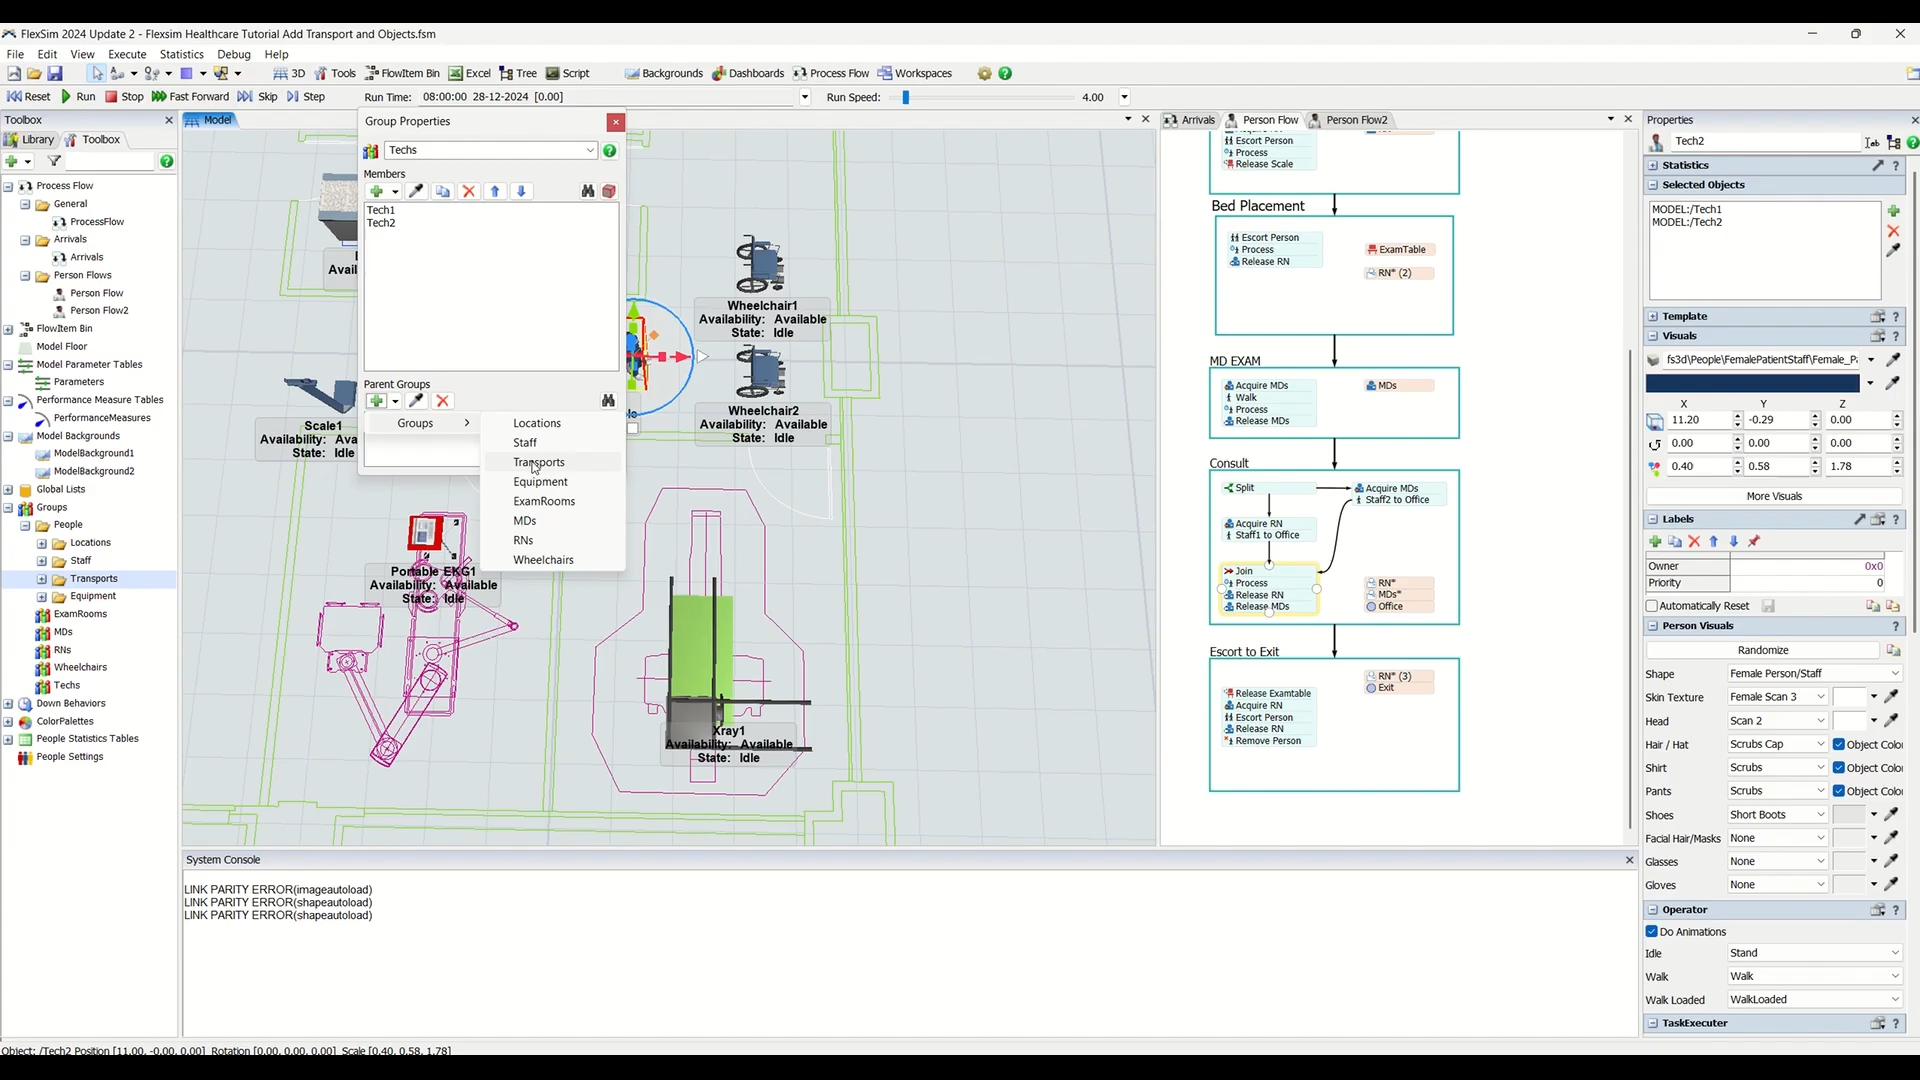 FlexSim 2024 Update 2 - Flexsim Healthcare Tutorial Add Transport and Objects.fsm
File Edit View Execute Statistics Debug Help
3D Tools FlowItem Bin Excel Tree Script Backgrounds Dashboards Process Flow Workspaces
Reset Run Stop Fast Forward Skip Step Run Time: 08:00:00 28-12-2024 [0.00] Run Speed: 4.00
Toolbox
Library Toolbox
Process Flow
General
ProcessFlow
Arrivals
Arrivals
Person Flows
Person Flow
Person Flow2
FlowItem Bin
Model Floor
Model Parameter Tables
Parameters
Performance Measure Tables
PerformanceMeasures
Model Backgrounds
ModelBackground1
ModelBackground2
Global Lists
Groups
People
Locations
Staff
Transports
Equipment
ExamRooms
MDs
RNs
Wheelchairs
Techs
Down Behaviors
ColorPalettes
People Statistics Tables
People Settings
Model
Group Properties
Techs
Members
Tech1
Tech2
Parent Groups
Groups
Locations
Staff
Transports
Equipment
ExamRooms
MDs
RNs
Wheelchairs
Avail
Scale1
Availability: Ava
State: Id
Wheelchair1
Availability: Available
State: Idle
Wheelchair2
Availability: Available
State: Idle
Portable EKG1
Availability: Available
State: Idle
Xray1
Availability: Available
State: Idle
Arrivals Person Flow Person Flow2
Escort Person
Process
Release Scale
Bed Placement
Escort Person
Process
Release RN
ExamTable
RN* (2)
MD EXAM
Acquire MDs
Walk
Process
Release MDs
MDs
Consult
Split
Acquire MDs
Staff2 to Office
Acquire RN
Staff1 to Office
Join
Process
Release RN
Release MDs
RN*
MDs*
Office
Escort to Exit
Release Examtable
Acquire RN
Escort Person
Release RN
Remove Person
RN* (3)
Exit
Properties
Tech2
Statistics
Selected Objects
MODEL:/Tech1
MODEL:/Tech2
Template
Visuals
fs3d\People\FemalePatientStaff\Female_Pa
X Y Z
11.20 -0.29 0.00
0.00 0.00 0.00
0.40 0.58 1.78
More Visuals
Labels
Owner 0x0
Priority 0
Automatically Reset
Person Visuals
Randomize
Shape Female Person/Staff
Skin Texture Female Scan 3
Head Scan 2
Hair / Hat Scrubs Cap Object Color
Shirt Scrubs Object Color
Pants Scrubs Object Color
Shoes Short Boots
Facial Hair/Masks None
Glasses None
Gloves None
Operator
Do Animations
Idle Stand
Walk Walk
Walk Loaded WalkLoaded
TaskExecuter
System Console
LINK PARITY ERROR(imageautoload)
LINK PARITY ERROR(shapeautoload)
LINK PARITY ERROR(shapeautoload)
Object: /Tech2 Position [11.00, -0.00, 0.00] Rotation [0.00, 0.00, 0.00] Scale [0.40, 0.58, 1.78]